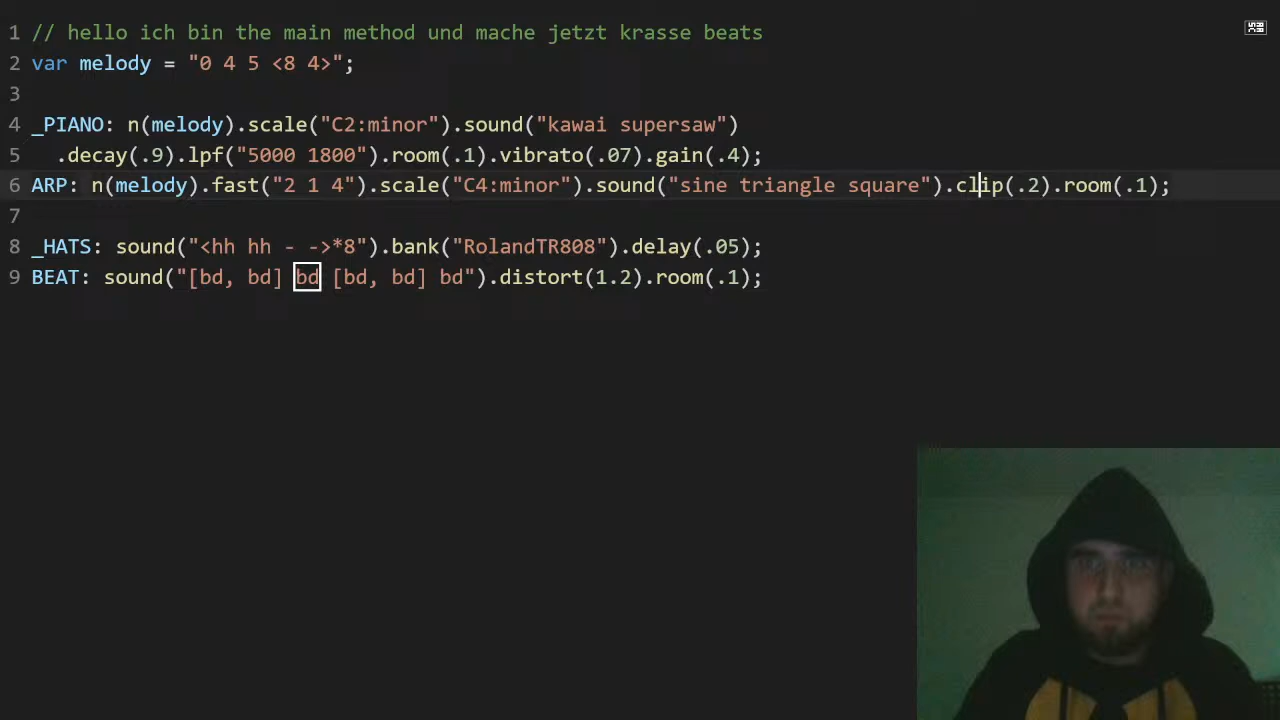 1 // hello ich bin the main method und mache jetzt krasse beats
2 var melody = "0 4 5 <8 4>";
3
4 _PIANO: n(melody).scale("C2:minor").sound("kawai supersaw")
5 .decay(.9).lpf("5000 1800").room(.1).vibrato(.07).gain(.4);
6 ARP: n(melody).fast("2 1 4").scale("C4:minor").sound("sine triangle square").clip(.2).room(.1);
7
8 _HATS: sound("<hh hh - ->*8").bank("RolandTR808").delay(.05);
9 BEAT: sound("[bd, bd] bd [bd, bd] bd").distort(1.2).room(.1);